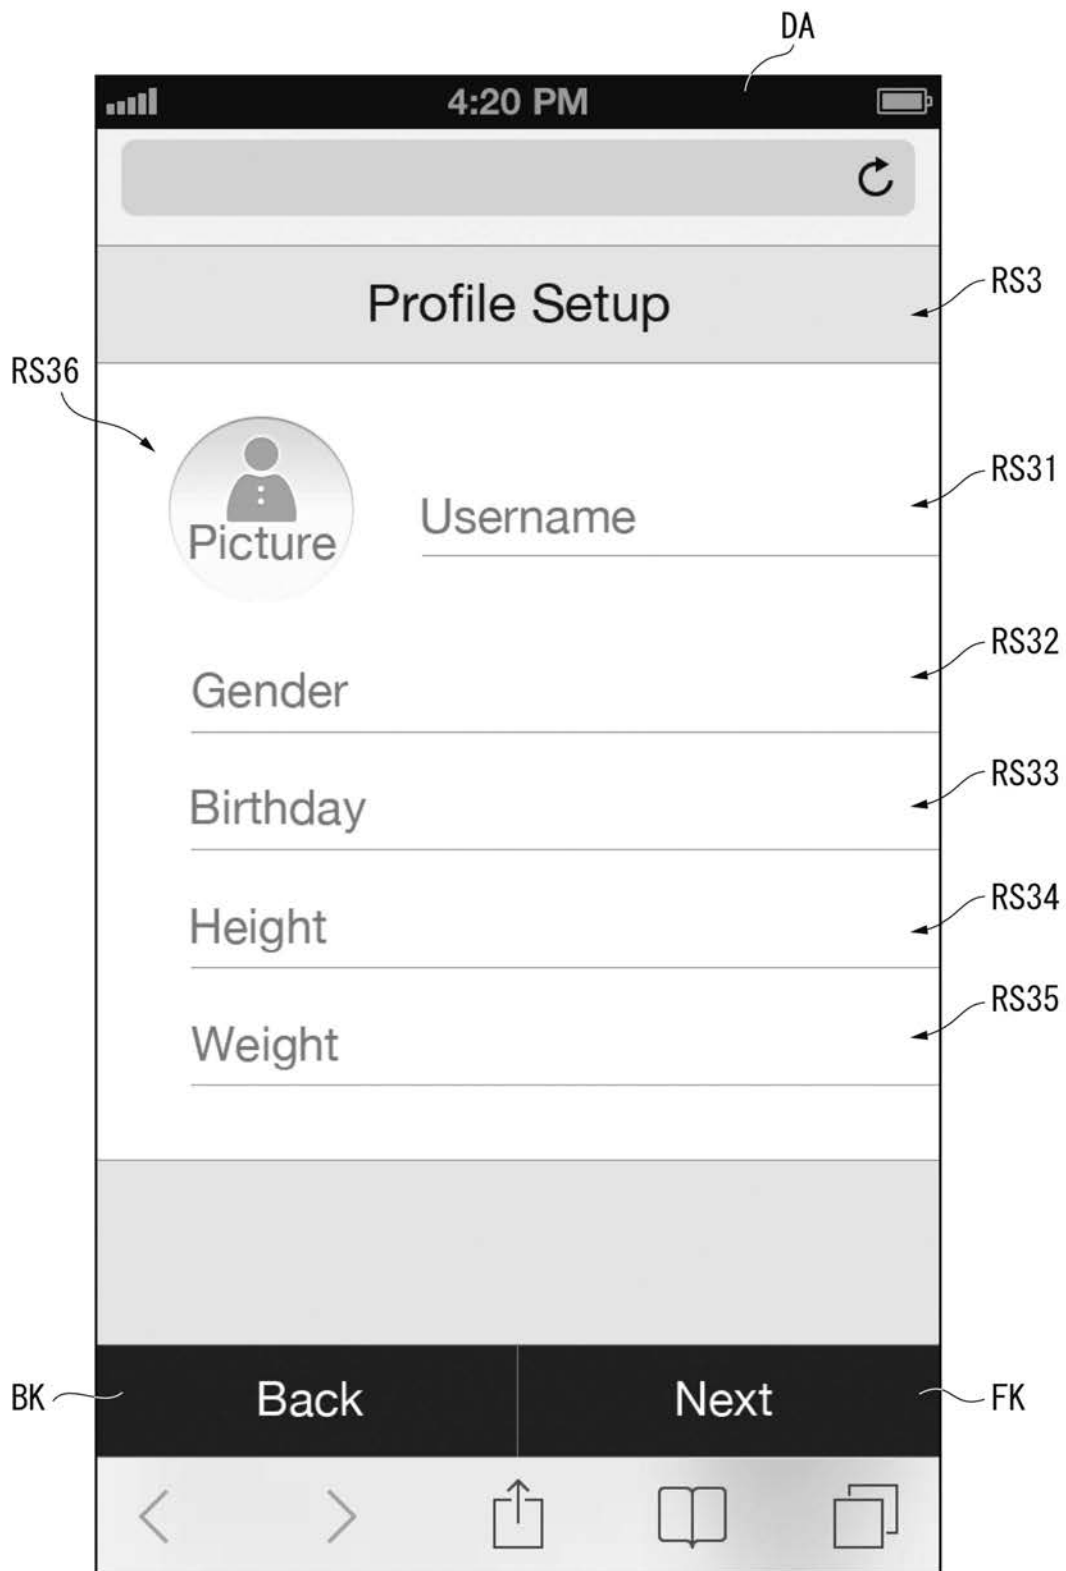 DA
4:20 PM
Profile Setup
RS3
RS36
Picture
Username
RS31
RS32
Gender
RS33
Birthday
RS34
Height
RS35
Weight
BK
Back
Next
FK